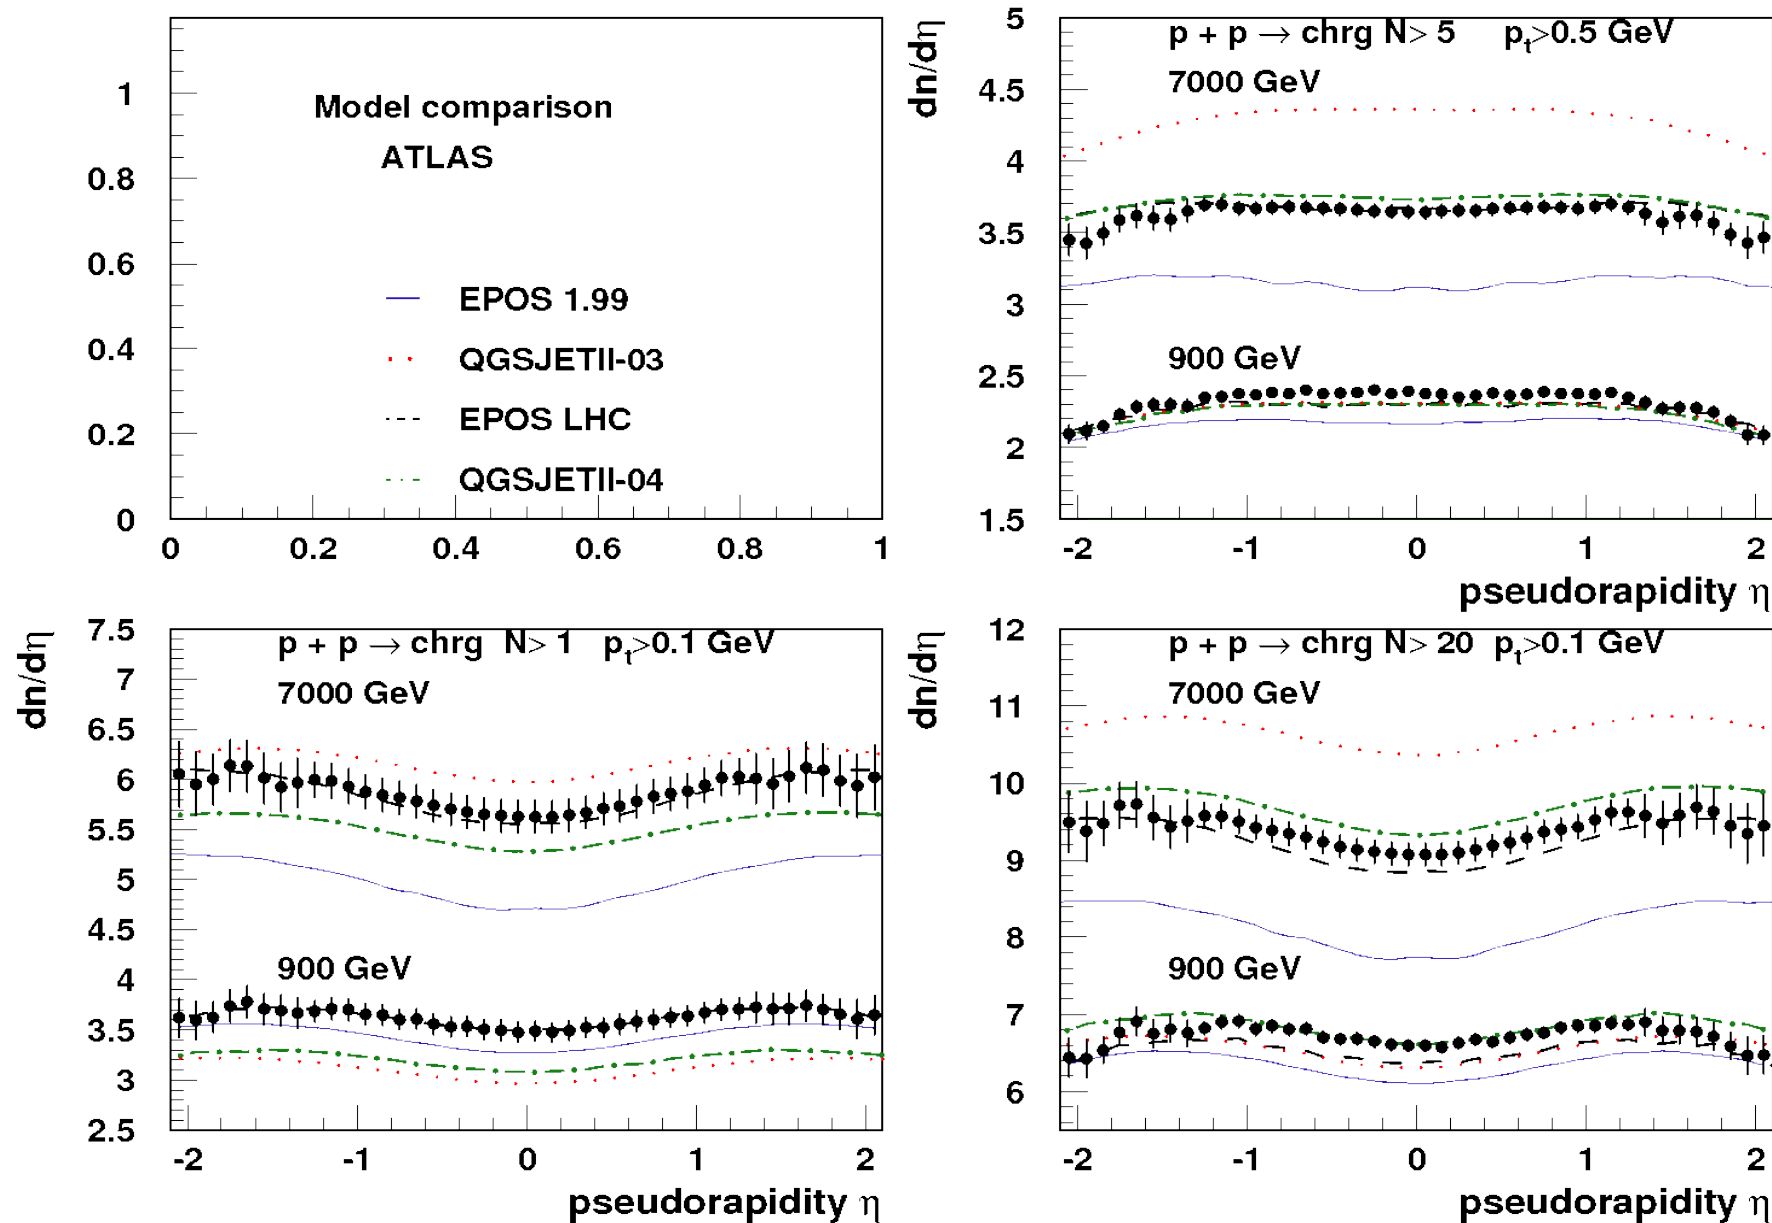 Model comparison
ATLAS
EPOS 1.99
QGSJETII-03
EPOS LHC
QGSJETII-04
1
0.8
0.6
0.4
0.2
0
0 0.2 0.4 0.6 0.8 1
dn/dη
p + p → chrg N> 5 pt>0.5 GeV
7000 GeV
900 GeV
5
4.5
4
3.5
3
2.5
2
1.5
-2 -1 0 1 2
pseudorapidity η
dn/dη
p + p → chrg N> 1 pt>0.1 GeV
7000 GeV
900 GeV
7.5
7
6.5
6
5.5
5
4.5
4
3.5
3
2.5
-2 -1 0 1 2
pseudorapidity η
dn/dη
p + p → chrg N> 20 pt>0.1 GeV
7000 GeV
900 GeV
12
11
10
9
8
7
6
-2 -1 0 1 2
pseudorapidity η